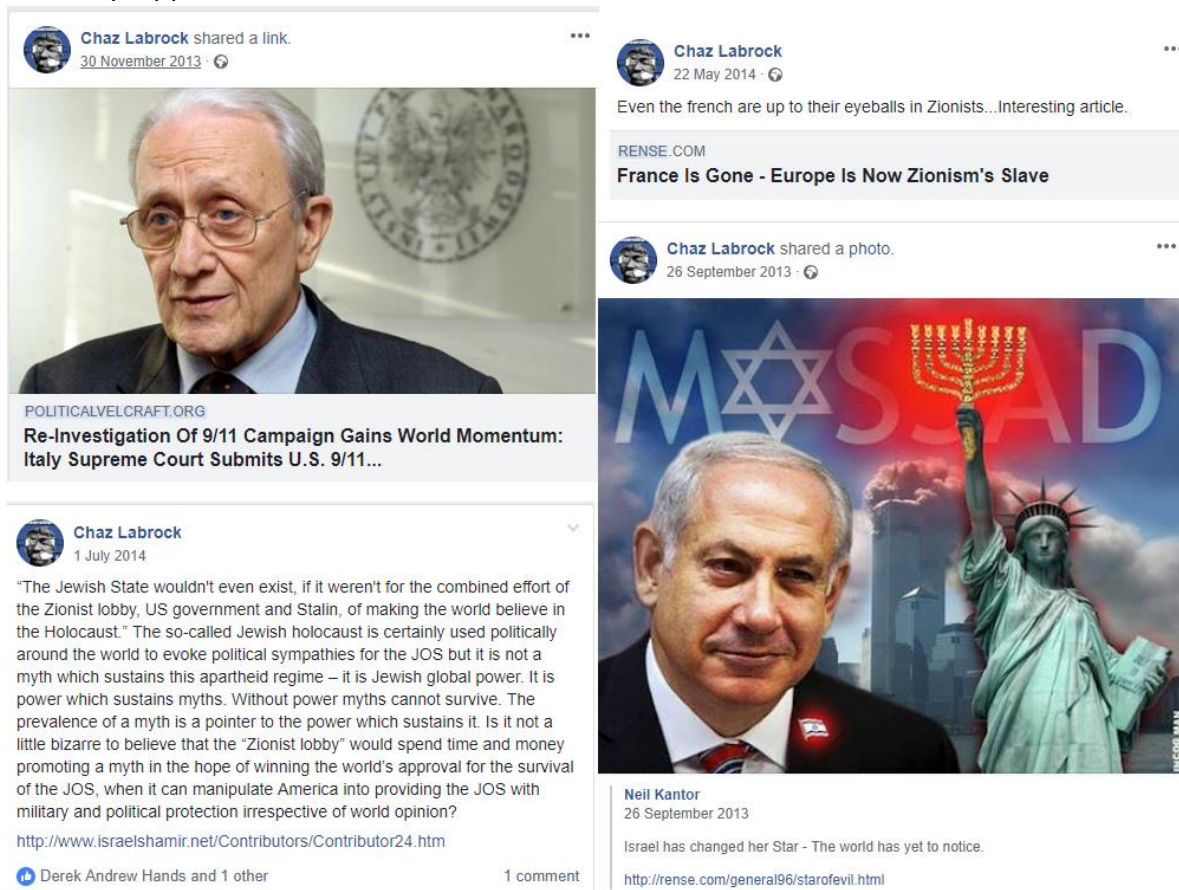 Chaz Labrock shared a link.
30 November 2013
POLITICALVELCRAFT.ORG
Re-Investigation Of 9/11 Campaign Gains World Momentum:
Italy Supreme Court Submits U.S. 9/11...
Chaz Labrock
1 July 2014
“The Jewish State wouldn't even exist, if it weren't for the combined effort of
the Zionist lobby, US government and Stalin, of making the world believe in
the Holocaust.” The so-called Jewish holocaust is certainly used politically
around the world to evoke political sympathies for the JOS but it is not a
myth which sustains this apartheid regime – it is Jewish global power. It is
power which sustains myths. Without power myths cannot survive. The
prevalence of a myth is a pointer to the power which sustains it. Is it not a
little bizarre to believe that the “Zionist lobby” would spend time and money
promoting a myth in the hope of winning the world’s approval for the survival
of the JOS, when it can manipulate America into providing the JOS with
military and political protection irrespective of world opinion?
http://www.israelshamir.net/Contributors/Contributor24.htm
Derek Andrew Hands and 1 other 1 comment
Chaz Labrock
22 May 2014
Even the french are up to their eyeballs in Zionists...Interesting article.
RENSE.COM
France Is Gone - Europe Is Now Zionism's Slave
Chaz Labrock shared a photo.
26 September 2013
MOSSAD
Neil Kantor
26 September 2013
Israel has changed her Star - The world has yet to notice.
http://rense.com/general96/starofevil.html